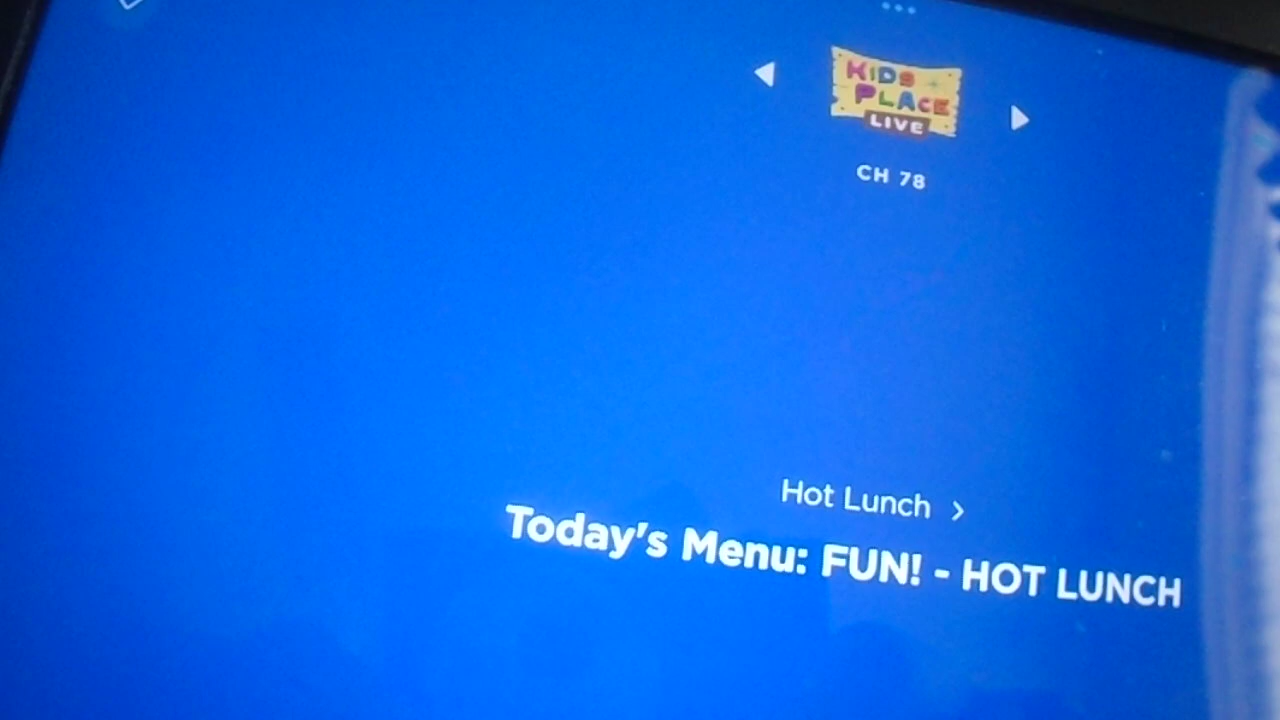 KIDS
PLACE
LIVE
CH 78
Hot Lunch
Today's Menu: FUN! - HOT LUNCH